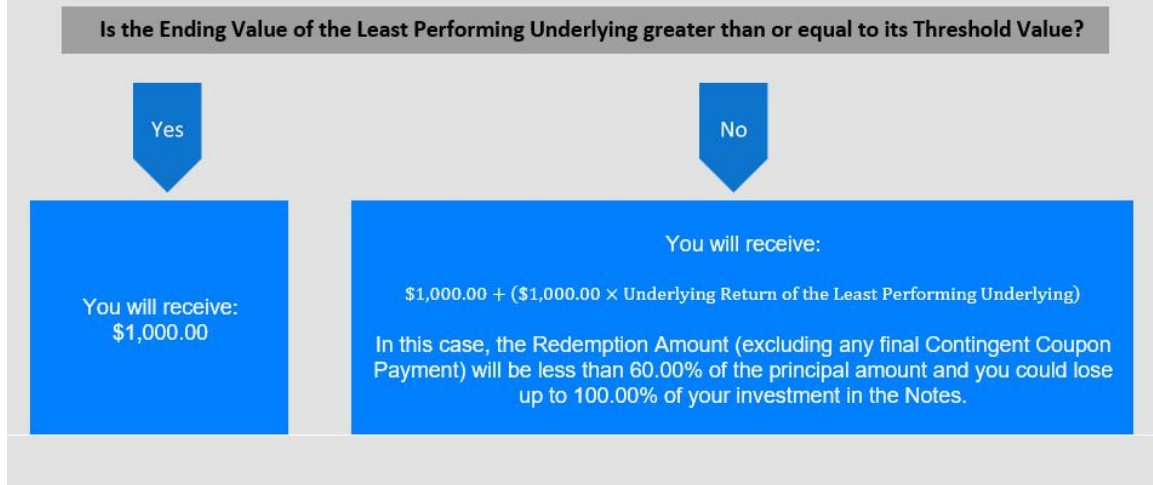 Is the Ending Value of the Least Performing Underlying greater than or equal to its Threshold Value?
Yes
No
You will receive:
$1,000.00
You will receive:
$1,000.00 + ($1,000.00 × Underlying Return of the Least Performing Underlying)
In this case, the Redemption Amount (excluding any final Contingent Coupon
Payment) will be less than 60.00% of the principal amount and you could lose
up to 100.00% of your investment in the Notes.